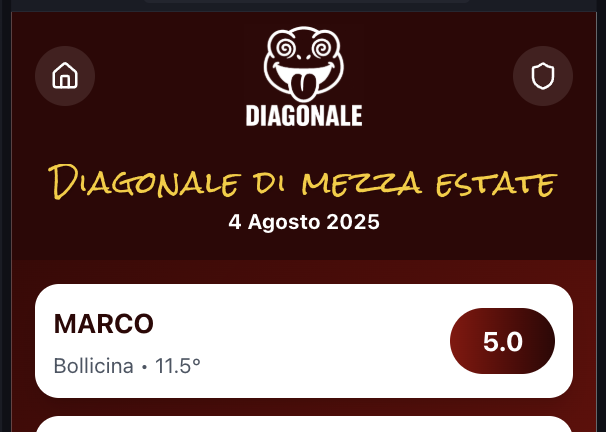 DIAGONALE
Diagonale di mezza estate
4 Agosto 2025
MARCO
5.0
Bollicina • 11.5°